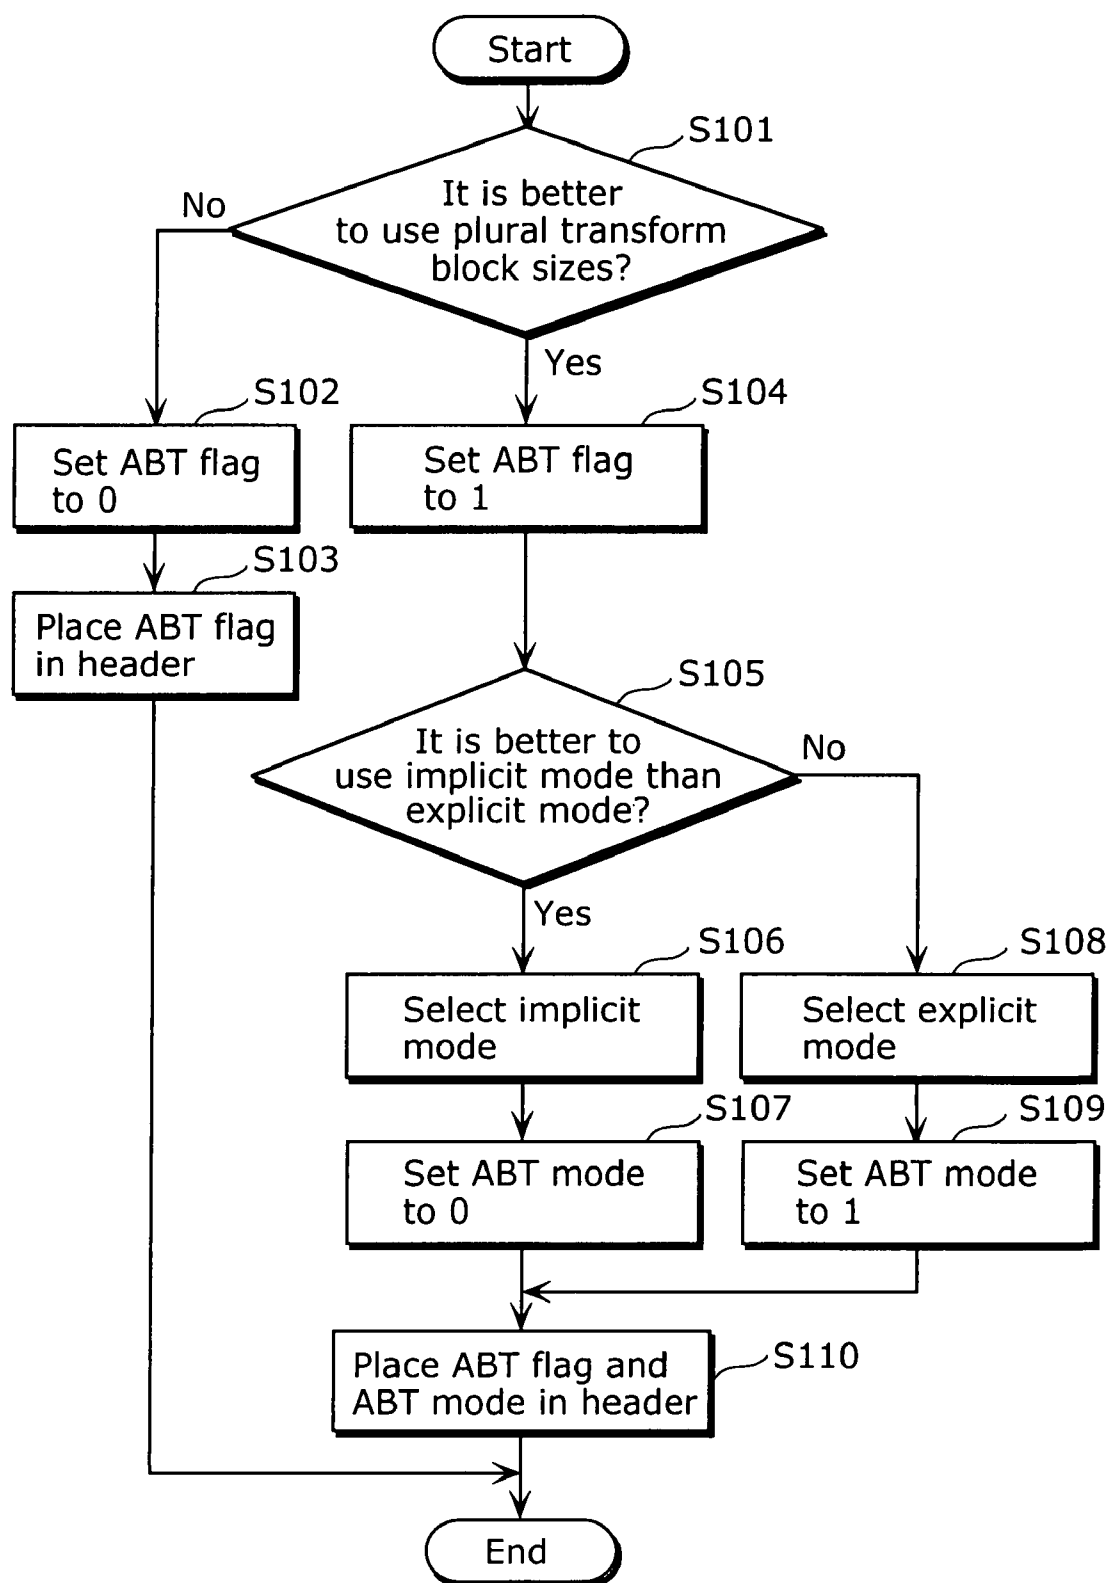 Start
S101
It is better
to use plural transform
block sizes?
No
Yes
S102
Set ABT flag
to 0
S104
Set ABT flag
to 1
S103
Place ABT flag
in header
S105
It is better to
use implicit mode than
explicit mode?
No
Yes
S106
Select implicit
mode
S108
Select explicit
mode
S107
Set ABT mode
to 0
S109
Set ABT mode
to 1
S110
Place ABT flag and
ABT mode in header
End